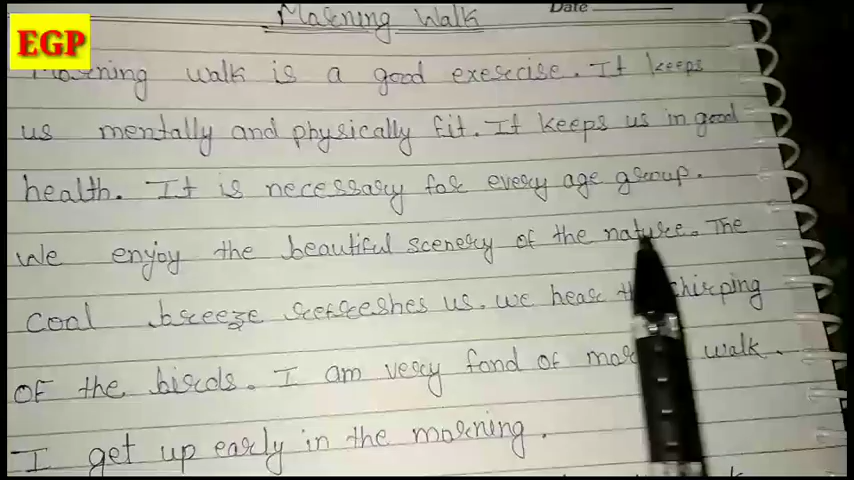 Morning Walk
Date
EGP
Morning walk is a good exercise. It keeps
us mentally and physically fit. It keeps us in good
health. It is necessary for every age group.
We enjoy the beautiful scenery of the nature. The
cool breeze refreshes us. We hear chirping
of the birds. I am very fond of walk.
I get up early in the morning.